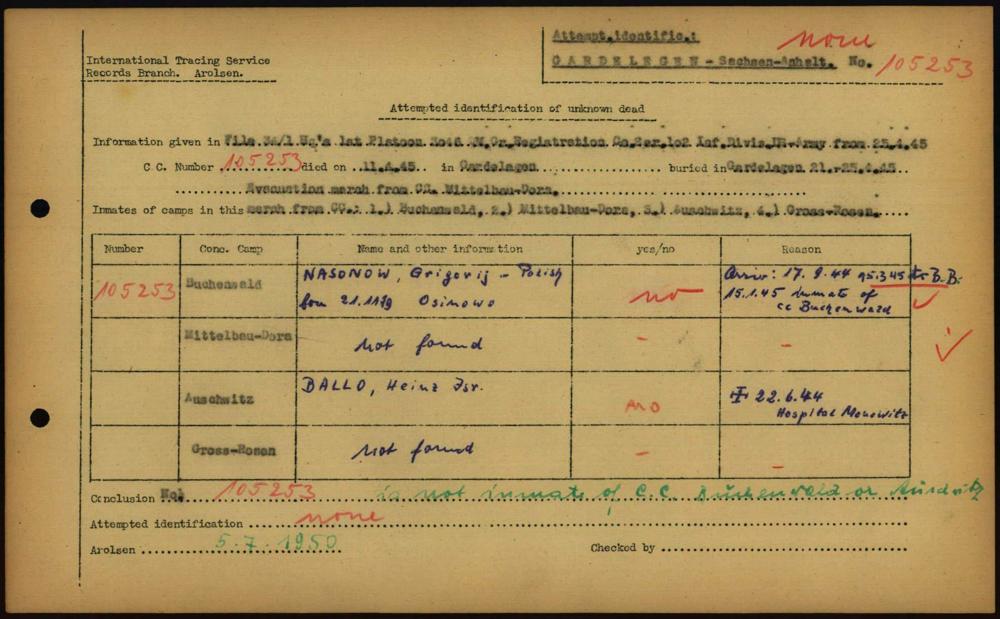 Attempt.identific.: none
GARDELEGEN - Sachsen-Anhalt. No. 105253
International Tracing Service
Records Branch. Arolsen.
Attempted identification of unknown dead
Information given in File 34/1 Hq's 1st Platoon 3046 Gr.Registration Co. 102 Inf.Divis. Army from 25.4.45
C.C. Number 105253 died on 11.4.45 in Gardelegen buried in Gardelegen 21.-25.4.45
Evacuation march from CC. Mittelbau-Dora.
Inmates of camps in this march from CC.: 1.) Buchenwald, 2.) Mittelbau-Dora, 3.) Auschwitz, 4.) Gross-Rosen.
Number Conc. Camp Name and other information yes/no Reason
105253 Buchenwald NASONOW, Grigorij - Polish no Arriv: 17.9.44
born 21.11.19 Osinowo 15.1.45 inmate of
cc Buchenwald
Mittelbau-Dora not found - -
Auschwitz BALLO, Heinz Isr. no 22.6.44
Hospital Monowitz
Gross-Rosen not found - -
Conclusion No. 105253 is not inmate of C.C. Buchenwald or Auschwitz
Attempted identification none
Arolsen 5.7.1950 Checked by